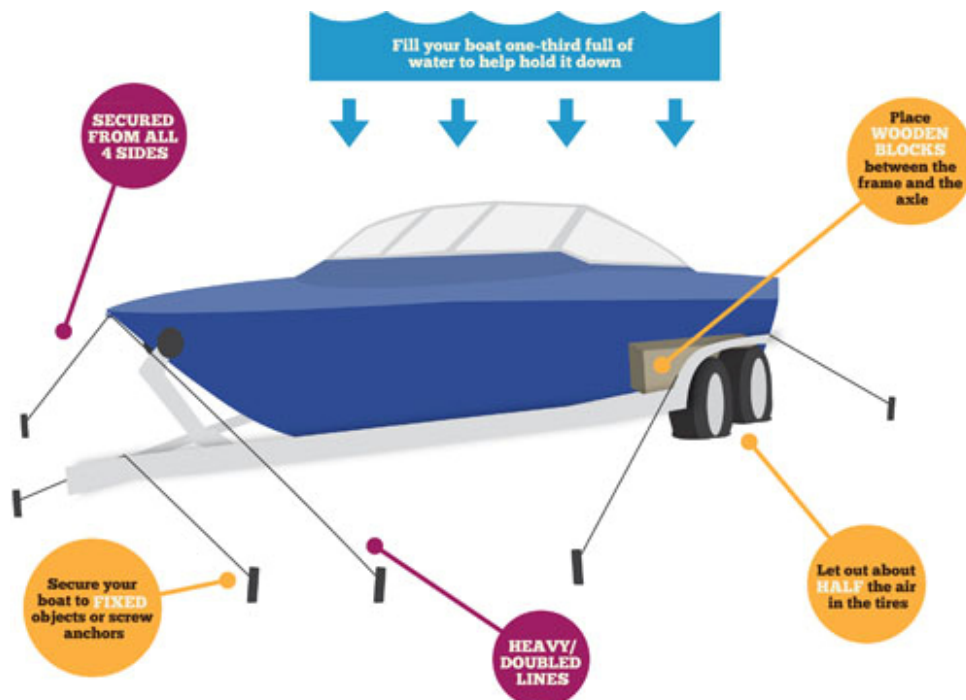 Fill your boat one-third full of
water to help hold it down
SECURED
FROM ALL
4 SIDES
Place
WOODEN
BLOCKS
between the
frame and the
axle
Secure your
boat to FIXED
objects or screw
anchors
HEAVY/
DOUBLED
LINES
Let out about
HALF the air
in the tires